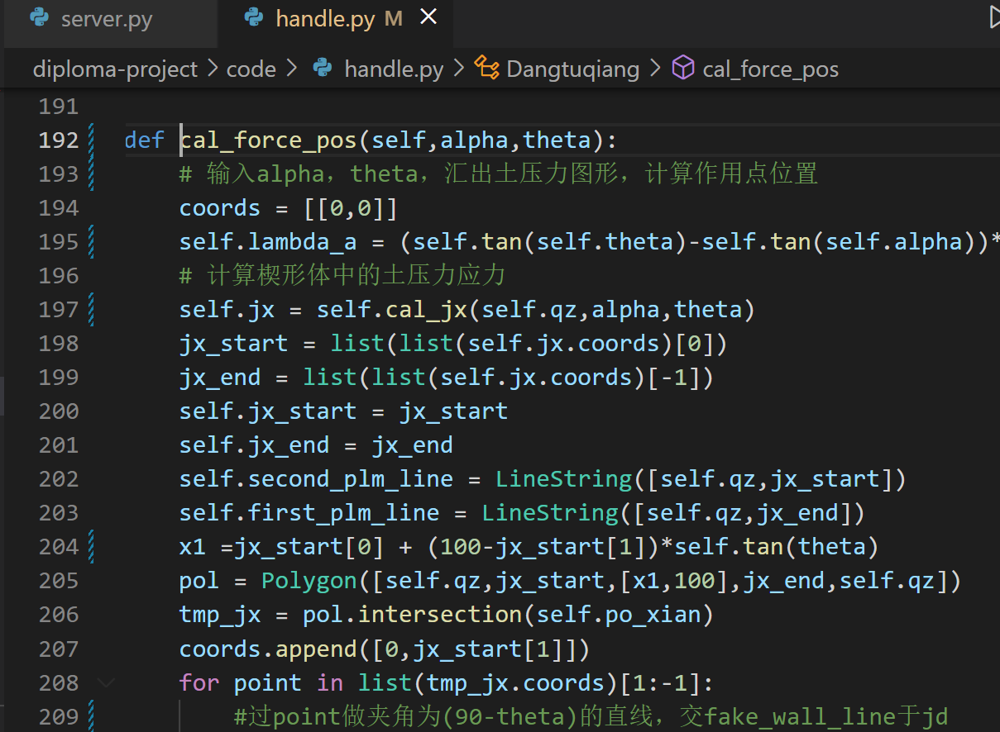 server.py
handle.py M
diploma-project > code > handle.py > Dangtuqiang > cal_force_pos
191
192 def cal_force_pos(self,alpha,theta):
193 # 输入alpha，theta，汇出土压力图形，计算作用点位置
194 coords = [[0,0]]
195 self.lambda_a = (self.tan(self.theta)-self.tan(self.alpha))*
196 # 计算楔形体中的土压力应力
197 self.jx = self.cal_jx(self.qz,alpha,theta)
198 jx_start = list(list(self.jx.coords)[0])
199 jx_end = list(list(self.jx.coords)[-1])
200 self.jx_start = jx_start
201 self.jx_end = jx_end
202 self.second_plm_line = LineString([self.qz,jx_start])
203 self.first_plm_line = LineString([self.qz,jx_end])
204 x1 =jx_start[0] + (100-jx_start[1])*self.tan(theta)
205 pol = Polygon([self.qz,jx_start,[x1,100],jx_end,self.qz])
206 tmp_jx = pol.intersection(self.po_xian)
207 coords.append([0,jx_start[1]])
208 for point in list(tmp_jx.coords)[1:-1]:
209 #过point做夹角为(90-theta)的直线，交fake_wall_line于jd